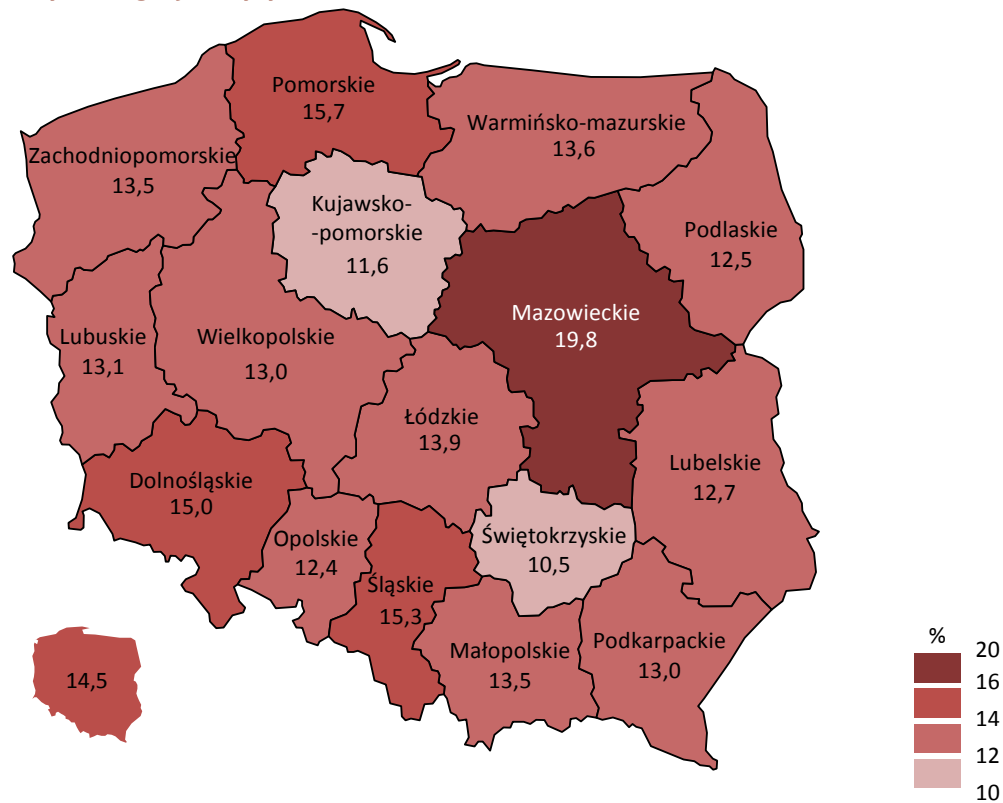 Pomorskie
15,7
Warmińsko-mazurskie
13,6
Zachodniopomorskie
13,5
Kujawsko-
-pomorskie
11,6
Podlaskie
12,5
Mazowieckie
19,8
Lubuskie
13,1
Wielkopolskie
13,0
Łódzkie
13,9
Lubelskie
12,7
Dolnośląskie
15,0
Opolskie
12,4
Świętokrzyskie
10,5
Śląskie
15,3
Małopolskie
13,5
Podkarpackie
13,0
14,5
%
20
16
14
12
10